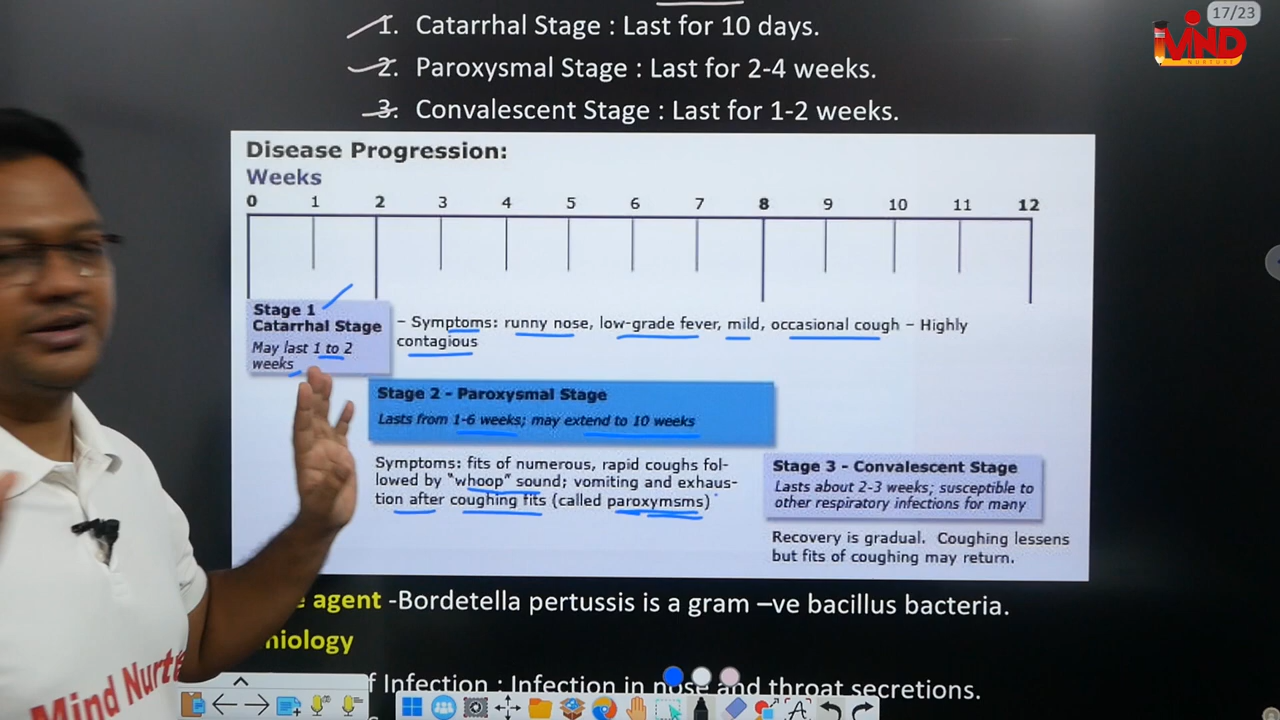 17/23
MIND
NURTURE
1. Catarrhal Stage : Last for 10 days.
2. Paroxysmal Stage : Last for 2-4 weeks.
3. Convalescent Stage : Last for 1-2 weeks.
Disease Progression:
Weeks
0 1 2 3 4 5 6 7 8 9 10 11 12
Stage 1
Catarrhal Stage
May last 1 to 2
weeks
– Symptoms: runny nose, low-grade fever, mild, occasional cough – Highly
contagious
Stage 2 - Paroxysmal Stage
Lasts from 1-6 weeks; may extend to 10 weeks
Symptoms: fits of numerous, rapid coughs fol-
lowed by "whoop" sound; vomiting and exhaus-
tion after coughing fits (called paroxymsms)
Stage 3 - Convalescent Stage
Lasts about 2-3 weeks; susceptible to
other respiratory infections for many
Recovery is gradual. Coughing lessens
but fits of coughing may return.
agent -Bordetella pertussis is a gram –ve bacillus bacteria.
niology
f Infection : Infection in nose and throat secretions.
Mind Nurtu